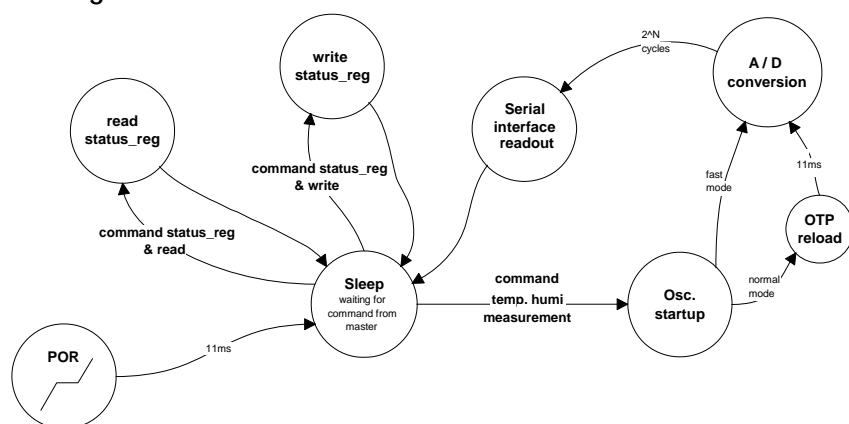 write
status_reg
2^N
cycles
A / D
conversion
read
status_reg
Serial
interface
readout
command status_reg
& write
fast
mode
11ms
command status_reg
& read
OTP
reload
Sleep
waiting for
command from
master
command
temp. humi
measurement
Osc.
startup
normal
mode
POR
11ms